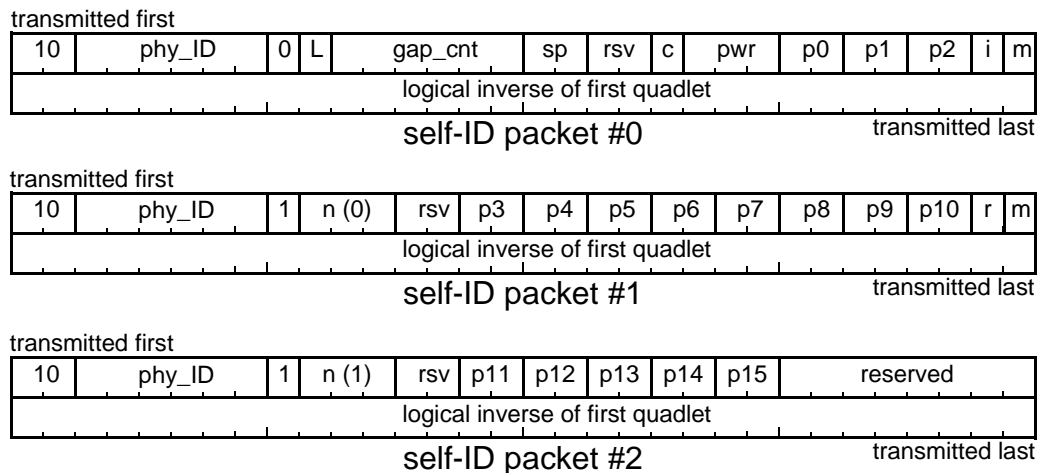 transmitted first
10 phy_ID 0 L gap_cnt sp rsv c pwr p0 p1 p2 i m
logical inverse of first quadlet
self-ID packet #0 transmitted last
transmitted first
10 phy_ID 1 n (0) rsv p3 p4 p5 p6 p7 p8 p9 p10 r m
logical inverse of first quadlet
self-ID packet #1 transmitted last
transmitted first
10 phy_ID 1 n (1) rsv p11 p12 p13 p14 p15 reserved
logical inverse of first quadlet
self-ID packet #2 transmitted last